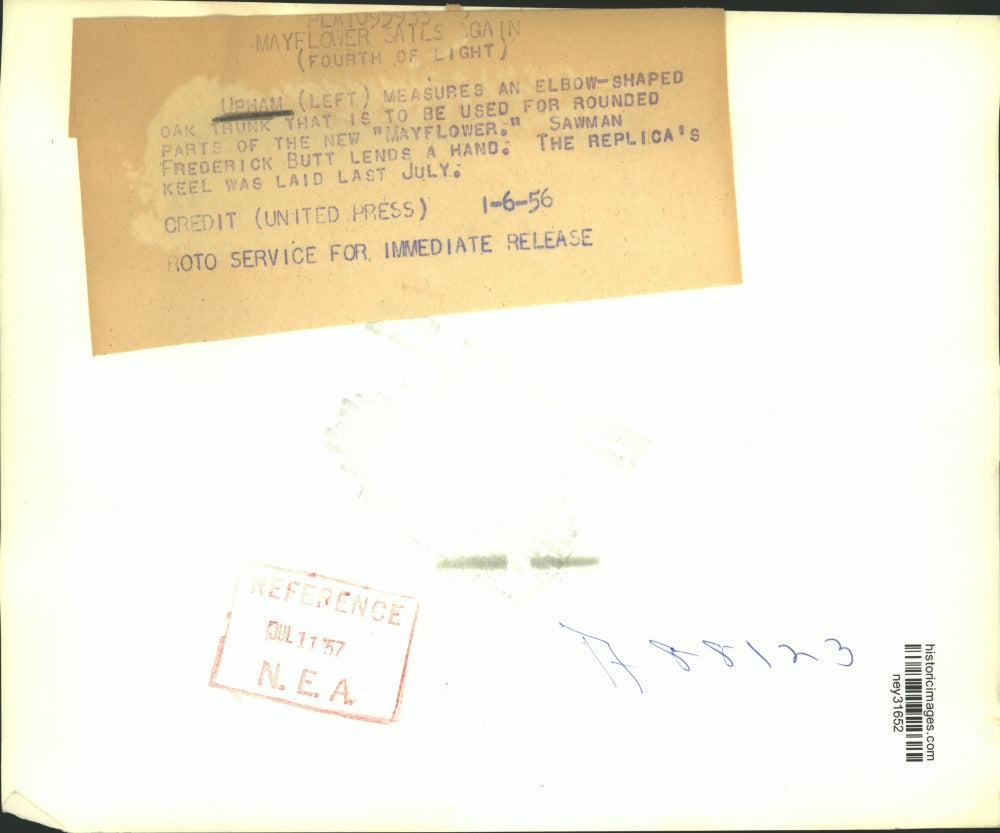 MAYFLOWER SAILS AGAIN
(FOURTH OF LIGHT)
UPHAM (LEFT) MEASURES AN ELBOW-SHAPED
OAK TRUNK THAT IS TO BE USED FOR ROUNDED
PARTS OF THE NEW "MAYFLOWER." SAWMAN
FREDERICK BUTT LENDS A HAND. THE REPLICA'S
KEEL WAS LAID LAST JULY.
CREDIT (UNITED PRESS) 1-6-56
ROTO SERVICE FOR IMMEDIATE RELEASE
REFERENCE
JUL 11 '57
N.E.A.
88123
historicimages.com
ney31652